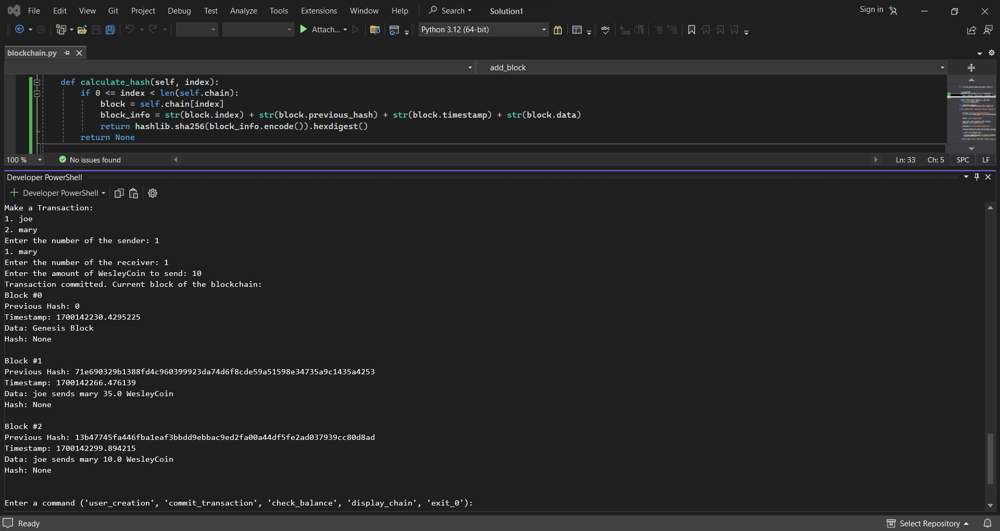 File Edit View Git Project Debug Test Analyze Tools Extensions Window Help Search Solution1 Sign in
Attach... Python 3.12 (64-bit) abc
blockchain.py
add_block
def calculate_hash(self, index):
if 0 <= index < len(self.chain):
block = self.chain[index]
block_info = str(block.index) + str(block.previous_hash) + str(block.timestamp) + str(block.data)
return hashlib.sha256(block_info.encode()).hexdigest()
return None
100 % No issues found Ln: 33 Ch: 5 SPC LF
Developer PowerShell
Developer PowerShell
Make a Transaction:
1. joe
2. mary
Enter the number of the sender: 1
1. mary
Enter the number of the receiver: 1
Enter the amount of WesleyCoin to send: 10
Transaction committed. Current block of the blockchain:
Block #0
Previous Hash: 0
Timestamp: 1700142230.4295225
Data: Genesis Block
Hash: None
Block #1
Previous Hash: 71e690329b1388fd4c960399923da74d6f8cde59a51598e34735a9c1435a4253
Timestamp: 1700142266.476139
Data: joe sends mary 35.0 WesleyCoin
Hash: None
Block #2
Previous Hash: 13b47745fa446fba1eaf3bbdd9ebbac9ed2fa00a44df5fe2ad037939cc80d8ad
Timestamp: 1700142299.894215
Data: joe sends mary 10.0 WesleyCoin
Hash: None
Enter a command ('user_creation', 'commit_transaction', 'check_balance', 'display_chain', 'exit_0'):
Ready Select Repository